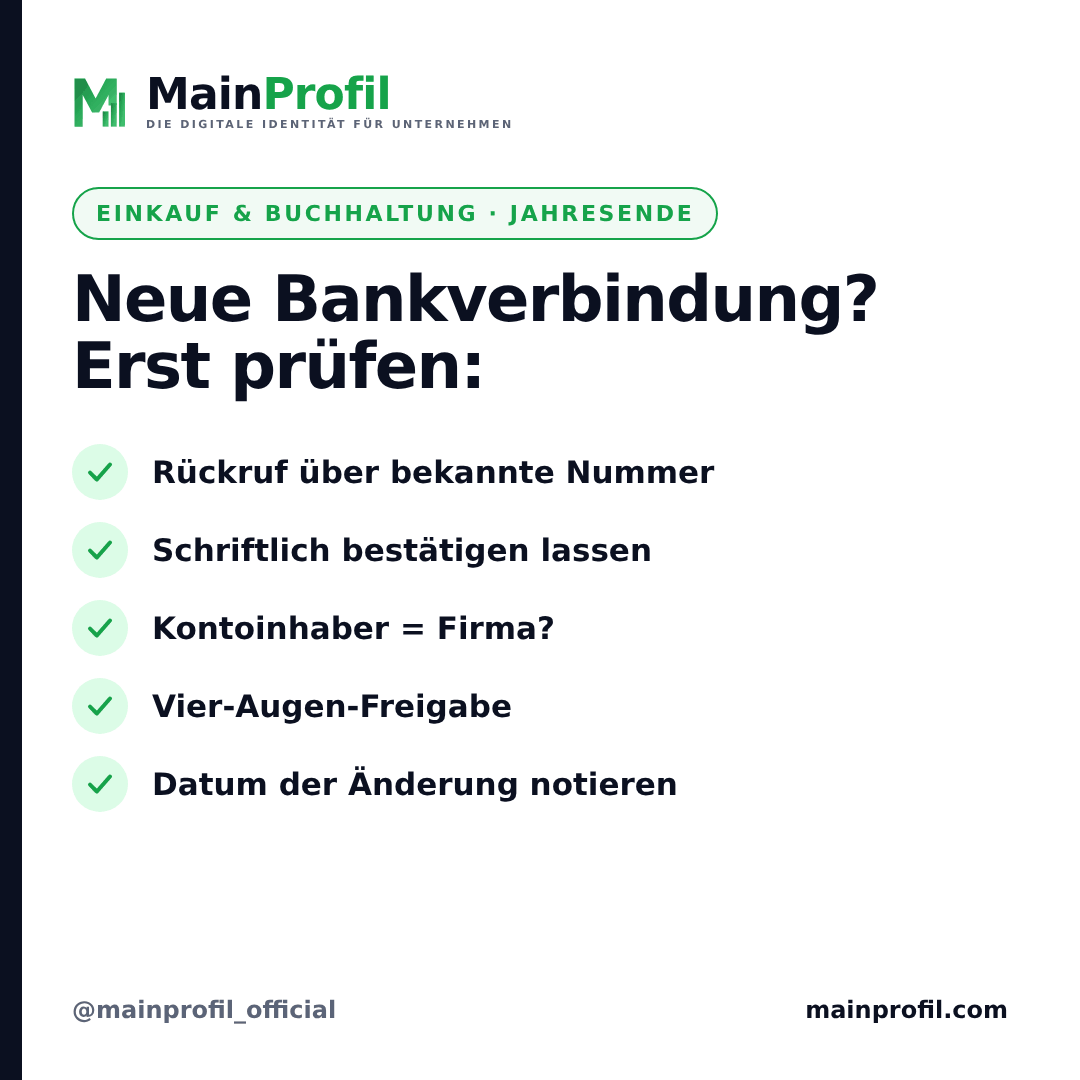 MainProfil
DIE DIGITALE IDENTITÄT FÜR UNTERNEHMEN
EINKAUF & BUCHHALTUNG · JAHRESENDE
Neue Bankverbindung?
Erst prüfen:
Rückruf über bekannte Nummer
Schriftlich bestätigen lassen
Kontoinhaber = Firma?
Vier-Augen-Freigabe
Datum der Änderung notieren
@mainprofil_official
mainprofil.com